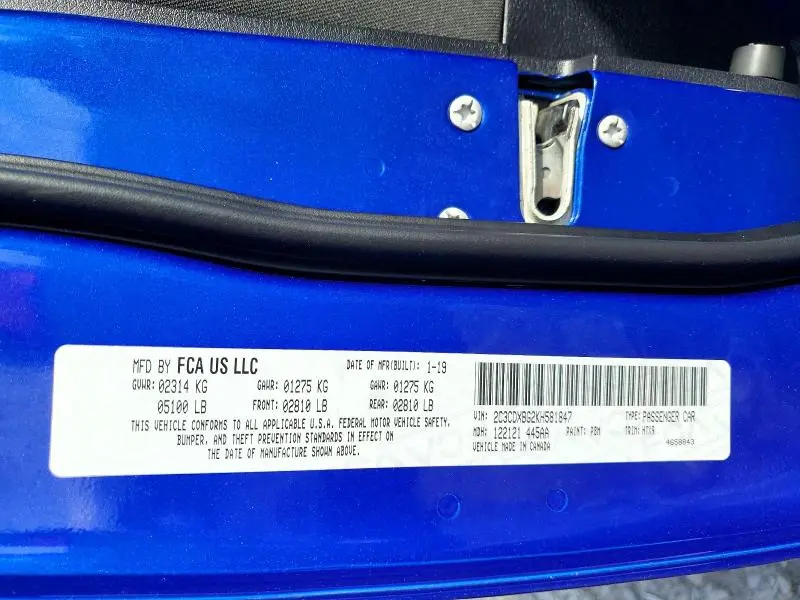 MFD BY FCA US LLC DATE OF MFR(BUILT): 1-19
GVWR: 02314 KG GAWR: 01275 KG GAWR: 01275 KG
05100 LB FRONT: 02810 LB REAR: 02810 LB
THIS VEHICLE CONFORMS TO ALL APPLICABLE U.S.A. FEDERAL MOTOR VEHICLE SAFETY,
BUMPER, AND THEFT PREVENTION STANDARDS IN EFFECT ON
THE DATE OF MANUFACTURE SHOWN ABOVE.
VIN: 2C3CDXBG2KH581847 TYPE: PASSENGER CAR
MDH: 122121 445AA PAINT: PBM TRIM: HTX9
VEHICLE MADE IN CANADA 4658843